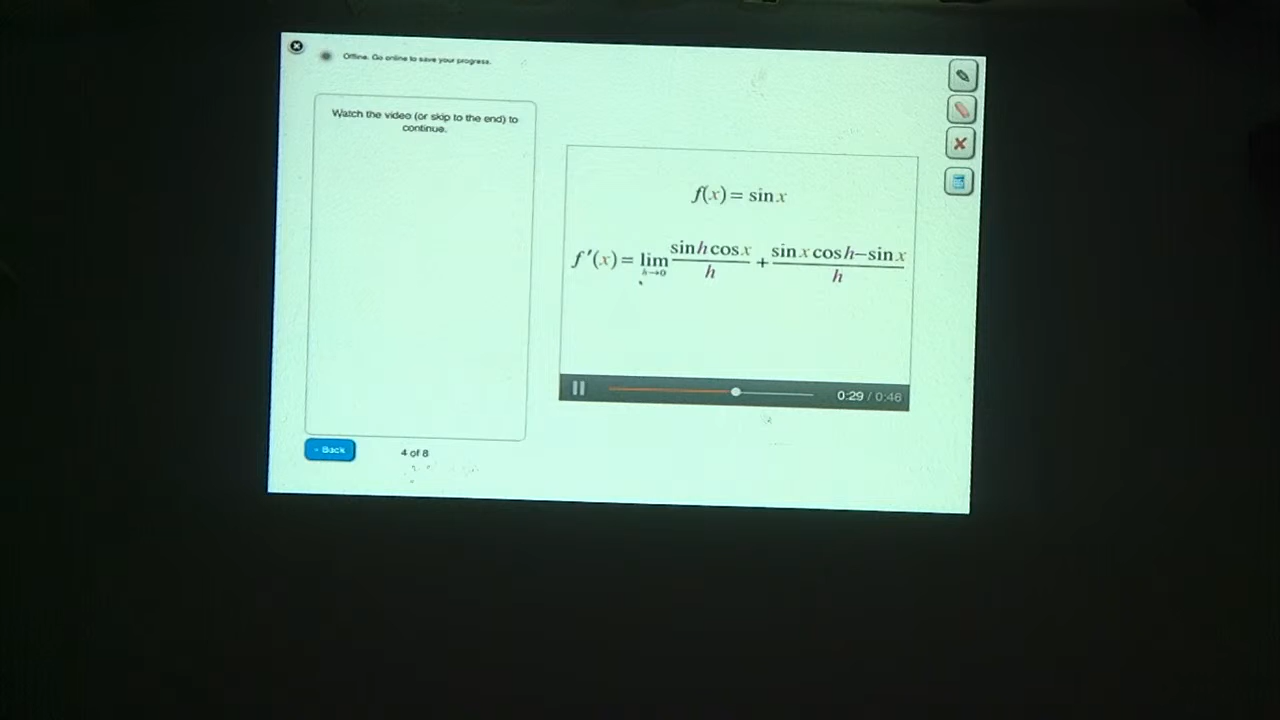 Offline. Go online to save your progress.
Watch the video (or skip to the end) to
continue.
f(x) = sin x
f'(x) = lim h→0 sin h cos x / h + sin x cos h − sin x / h
0:29 / 0:46
- Back
4 of 8